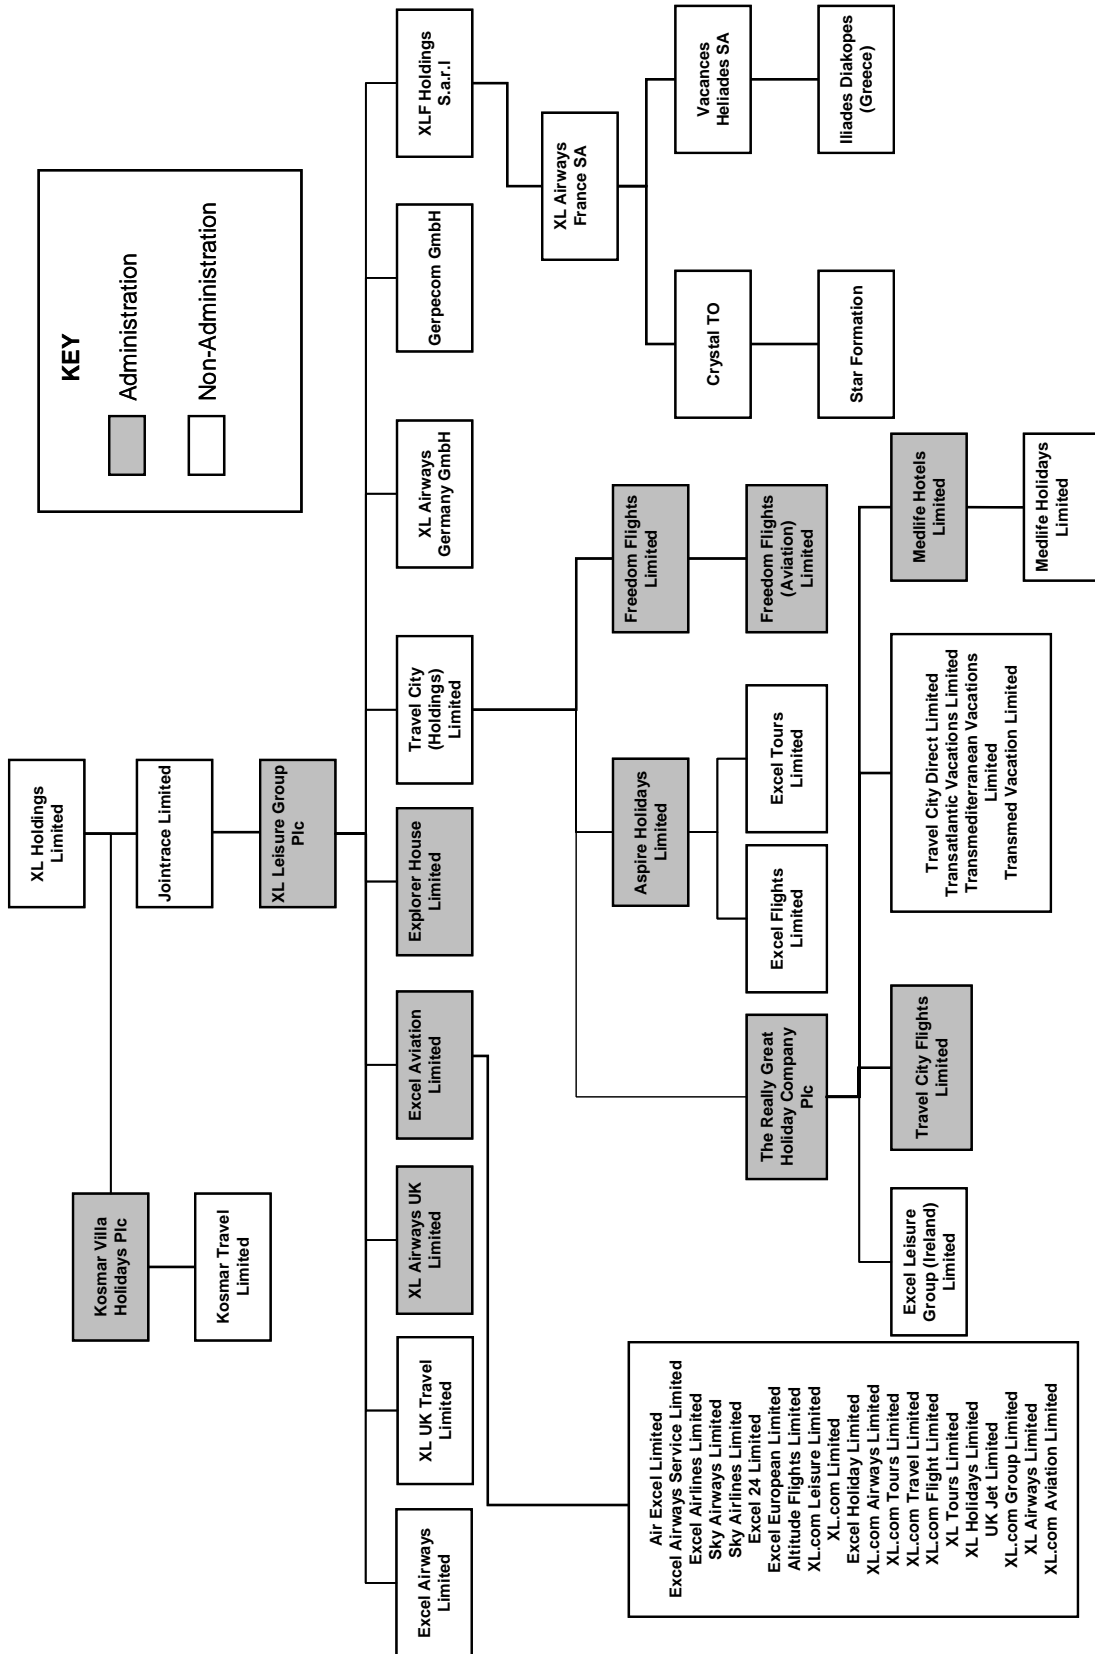 KEY
Administration
Non-Administration
XL Holdings
Limited
Kosmar Villa
Holidays Plc
Jointrace Limited
Kosmar Travel
Limited
XL Leisure Group
Plc
Excel Airways
Limited
XL UK Travel
Limited
XL Airways UK
Limited
Excel Aviation
Limited
Explorer House
Limited
Travel City
(Holdings)
Limited
XL Airways
Germany GmbH
Gerpecom GmbH
XLF Holdings
S.a.r.l
XL Airways
France SA
Aspire Holidays
Limited
Freedom Flights
Limited
Crystal TO
Vacances
Heliades SA
The Really Great
Holiday Company
Plc
Excel Flights
Limited
Excel Tours
Limited
Freedom Flights
(Aviation)
Limited
Star Formation
Iliades Diakopes
(Greece)
Air Excel Limited
Excel Airways Service Limited
Excel Airlines Limited
Sky Airways Limited
Sky Airlines Limited
Excel 24 Limited
Excel European Limited
Altitude Flights Limited
XL.com Leisure Limited
XL.com Limited
Excel Holiday Limited
XL.com Airways Limited
XL.com Tours Limited
XL.com Travel Limited
XL.com Flight Limited
XL Tours Limited
XL Holidays Limited
UK Jet Limited
XL.com Group Limited
XL Airways Limited
XL.com Aviation Limited
Excel Leisure
Group (Ireland)
Limited
Travel City Flights
Limited
Travel City Direct Limited
Transatlantic Vacations Limited
Transmediterranean Vacations
Limited
Transmed Vacation Limited
Medlife Hotels
Limited
Medlife Holidays
Limited